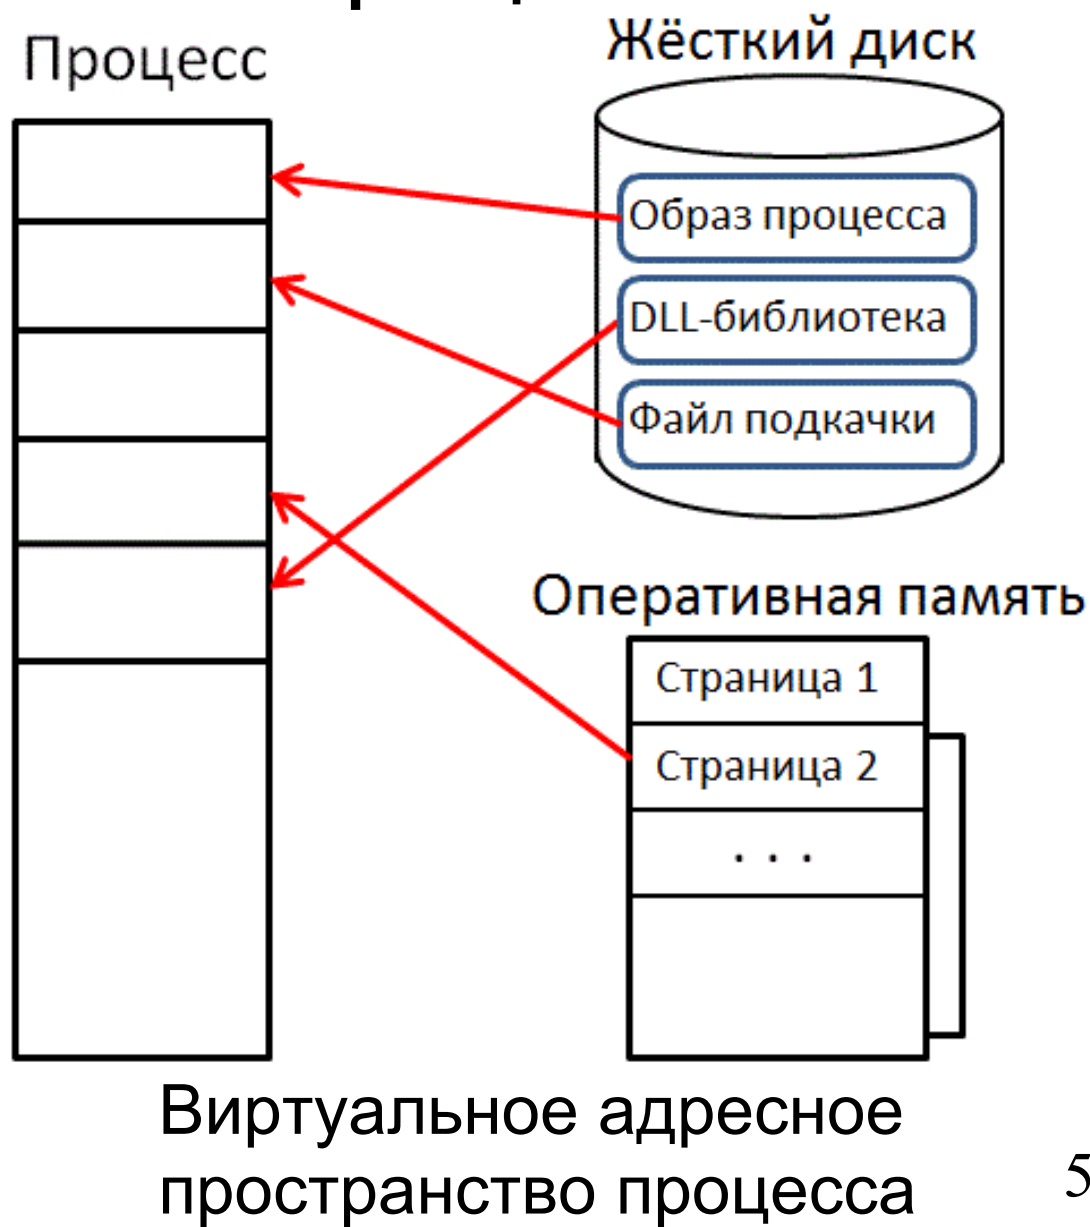 Процесс
Жёсткий диск
Образ процесса
DLL-библиотека
Файл подкачки
Оперативная память
Страница 1
Страница 2
. . .
Виртуальное адресное
пространство процесса
5